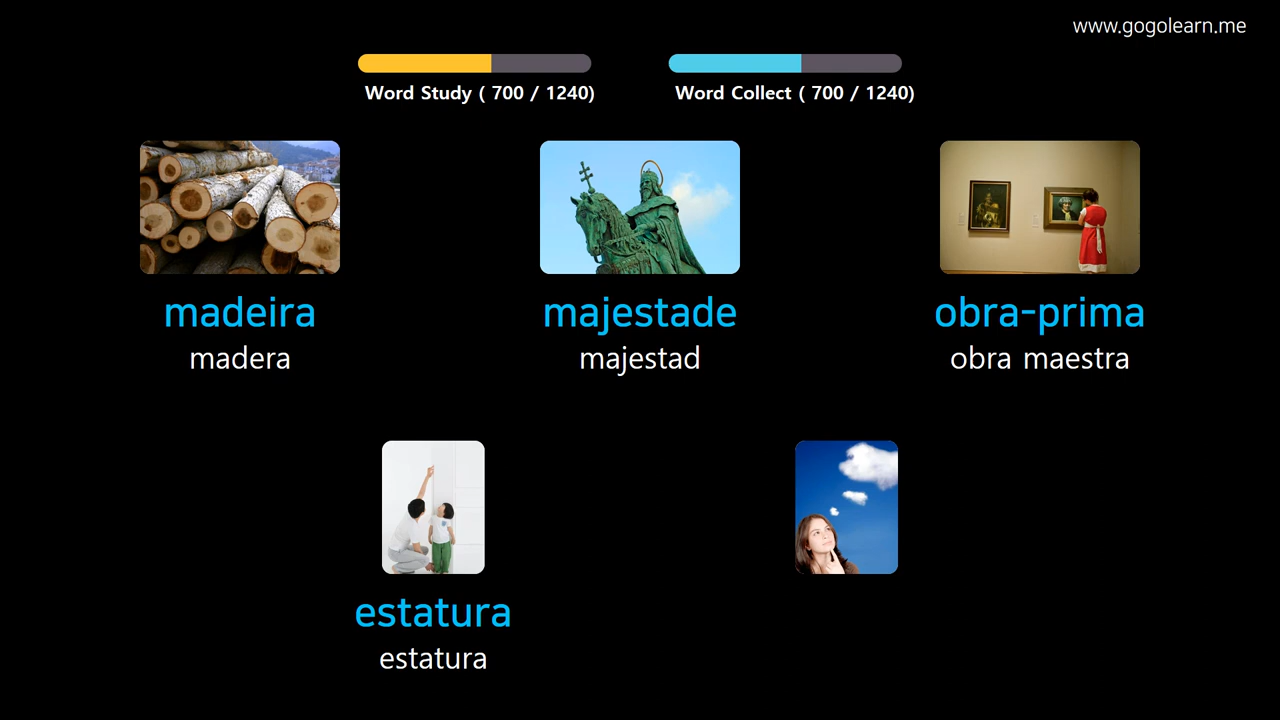 www.gogolearn.me
Word Study ( 700 / 1240)
Word Collect ( 700 / 1240)
madeira
madera
majestade
majestad
obra-prima
obra maestra
estatura
estatura